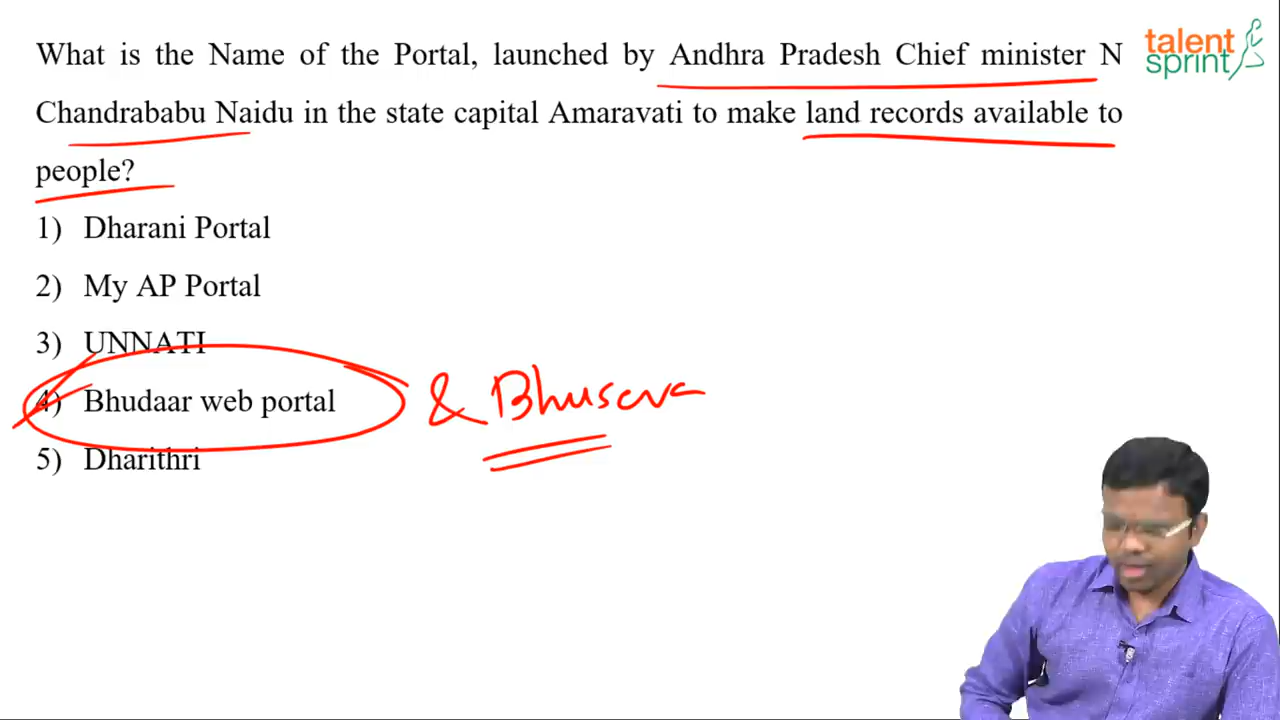 talent
sprint
What is the Name of the Portal, launched by Andhra Pradesh Chief minister N
Chandrababu Naidu in the state capital Amaravati to make land records available to
people?
1) Dharani Portal
2) My AP Portal
3) UNNATI
4) Bhudaar web portal & Bhuseva
5) Dharithri